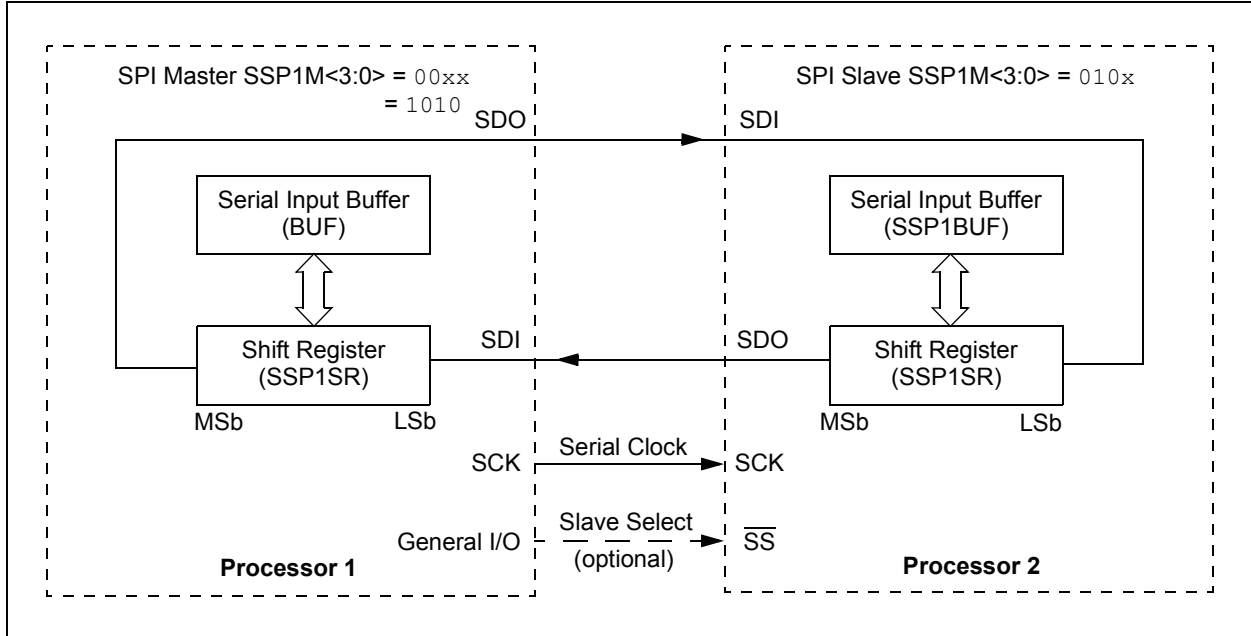 SPI Master SSP1M<3:0> = 00xx
= 1010
SPI Slave SSP1M<3:0> = 010x
SDO
SDI
Serial Input Buffer
(BUF)
Serial Input Buffer
(SSP1BUF)
SDI
SDO
Shift Register
(SSP1SR)
Shift Register
(SSP1SR)
MSb
LSb
MSb
LSb
SCK
Serial Clock
SCK
General I/O
Slave Select
(optional)
S̅S̅
Processor 1
Processor 2